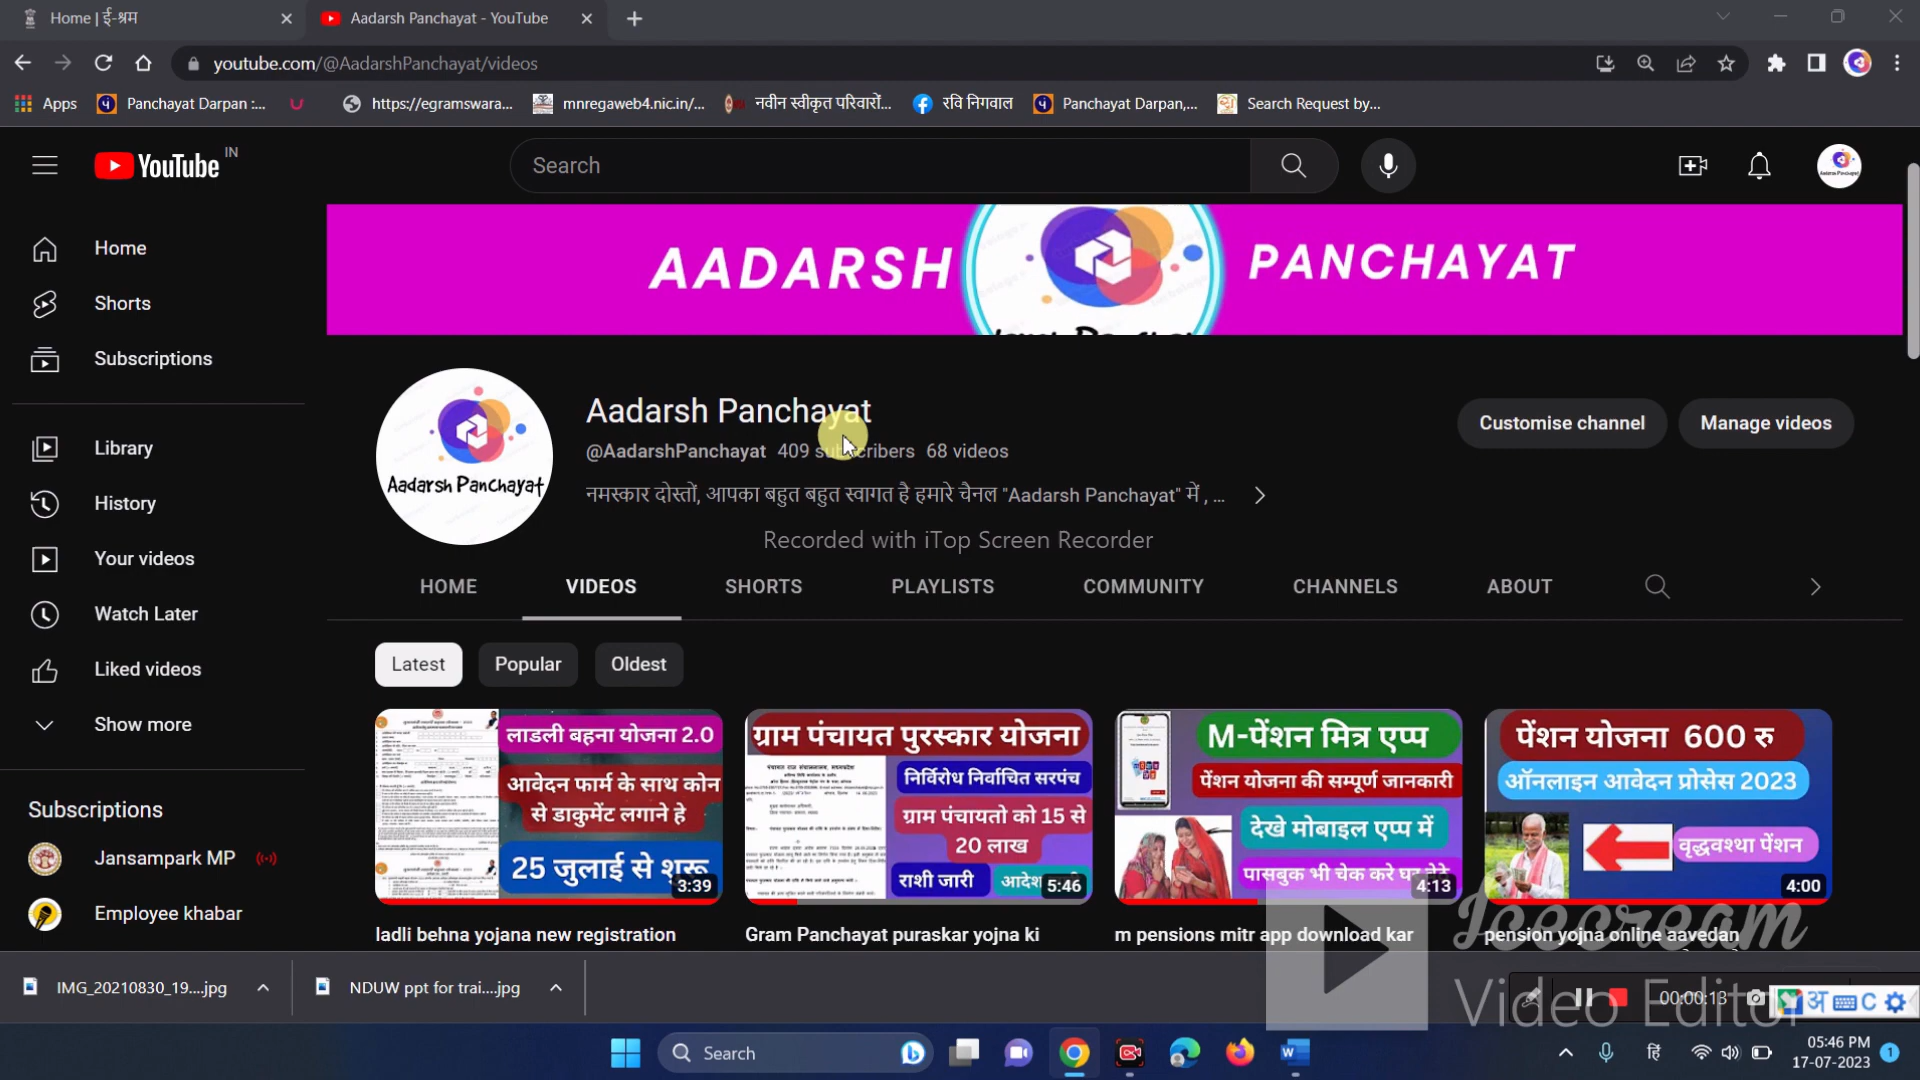 Home | ई-श्रम
Aadarsh Panchayat - YouTube
youtube.com/@AadarshPanchayat/videos
Apps
Panchayat Darpan :...
https://egramswara...
mnregaweb4.nic.in/...
नवीन स्वीकृत परिवारों...
रवि निगवाल
Panchayat Darpan,...
Search Request by...
YouTube IN
Search
AADARSH
PANCHAYAT
Home
Shorts
Subscriptions
Library
History
Your videos
Watch Later
Liked videos
Show more
Subscriptions
Jansampark MP
Employee khabar
Aadarsh Panchayat
Aadarsh Panchayat
@AadarshPanchayat 409 subscribers 68 videos
नमस्कार दोस्तों, आपका बहुत बहुत स्वागत है हमारे चैनल "Aadarsh Panchayat" में , ...
Customise channel
Manage videos
Recorded with iTop Screen Recorder
HOME
VIDEOS
SHORTS
PLAYLISTS
COMMUNITY
CHANNELS
ABOUT
Latest
Popular
Oldest
लाडली बहना योजना 2.0
आवेदन फार्म के साथ कोन
से डाकुमेंट लगाने हे
25 जुलाई से शुरू
3:39
ladli behna yojana new registration
ग्राम पंचायत पुरस्कार योजना
निर्विरोध निर्वाचित सरपंच
ग्राम पंचायतो को 15 से
20 लाख
राशी जारी
5:46
Gram Panchayat puraskar yojna ki
M-पेंशन मित्र एप्प
पेंशन योजना की सम्पूर्ण जानकारी
देखे मोबाइल एप्प में
पासबुक भी चेक करे घर बेठे
4:13
m pensions mitr app download kar
पेंशन योजना 600 रु
ऑनलाइन आवेदन प्रोसेस 2023
वृद्धवश्था पेंशन
4:00
pension yojna online aavedan
Icecream
Video Editor
IMG_20210830_19....jpg
NDUW ppt for trai....jpg
00:00:13
अ
Search
हिं
05:46 PM
17-07-2023
1